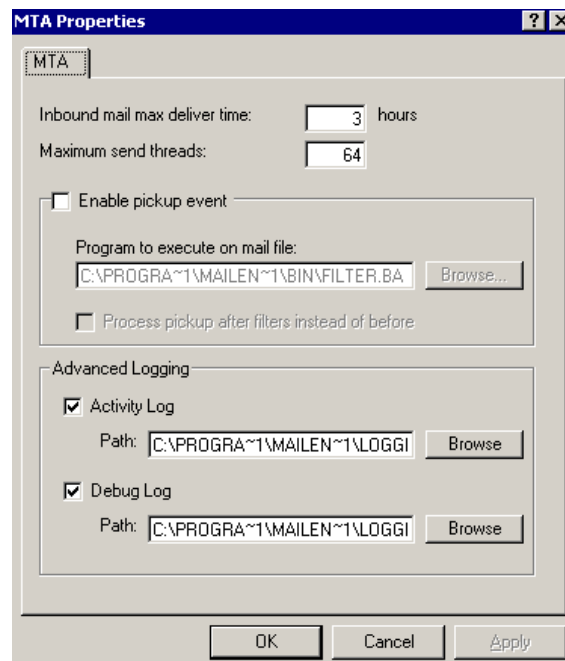 MTA Properties
MTA
Inbound mail max deliver time: 3 hours
Maximum send threads: 64
Enable pickup event
Program to execute on mail file:
C:\PROGRA~1\MAILEN~1\BIN\FILTER.BA Browse...
Process pickup after filters instead of before
Advanced Logging
Activity Log
Path: C:\PROGRA~1\MAILEN~1\LOGGI Browse
Debug Log
Path: C:\PROGRA~1\MAILEN~1\LOGGI Browse
OK Cancel Apply